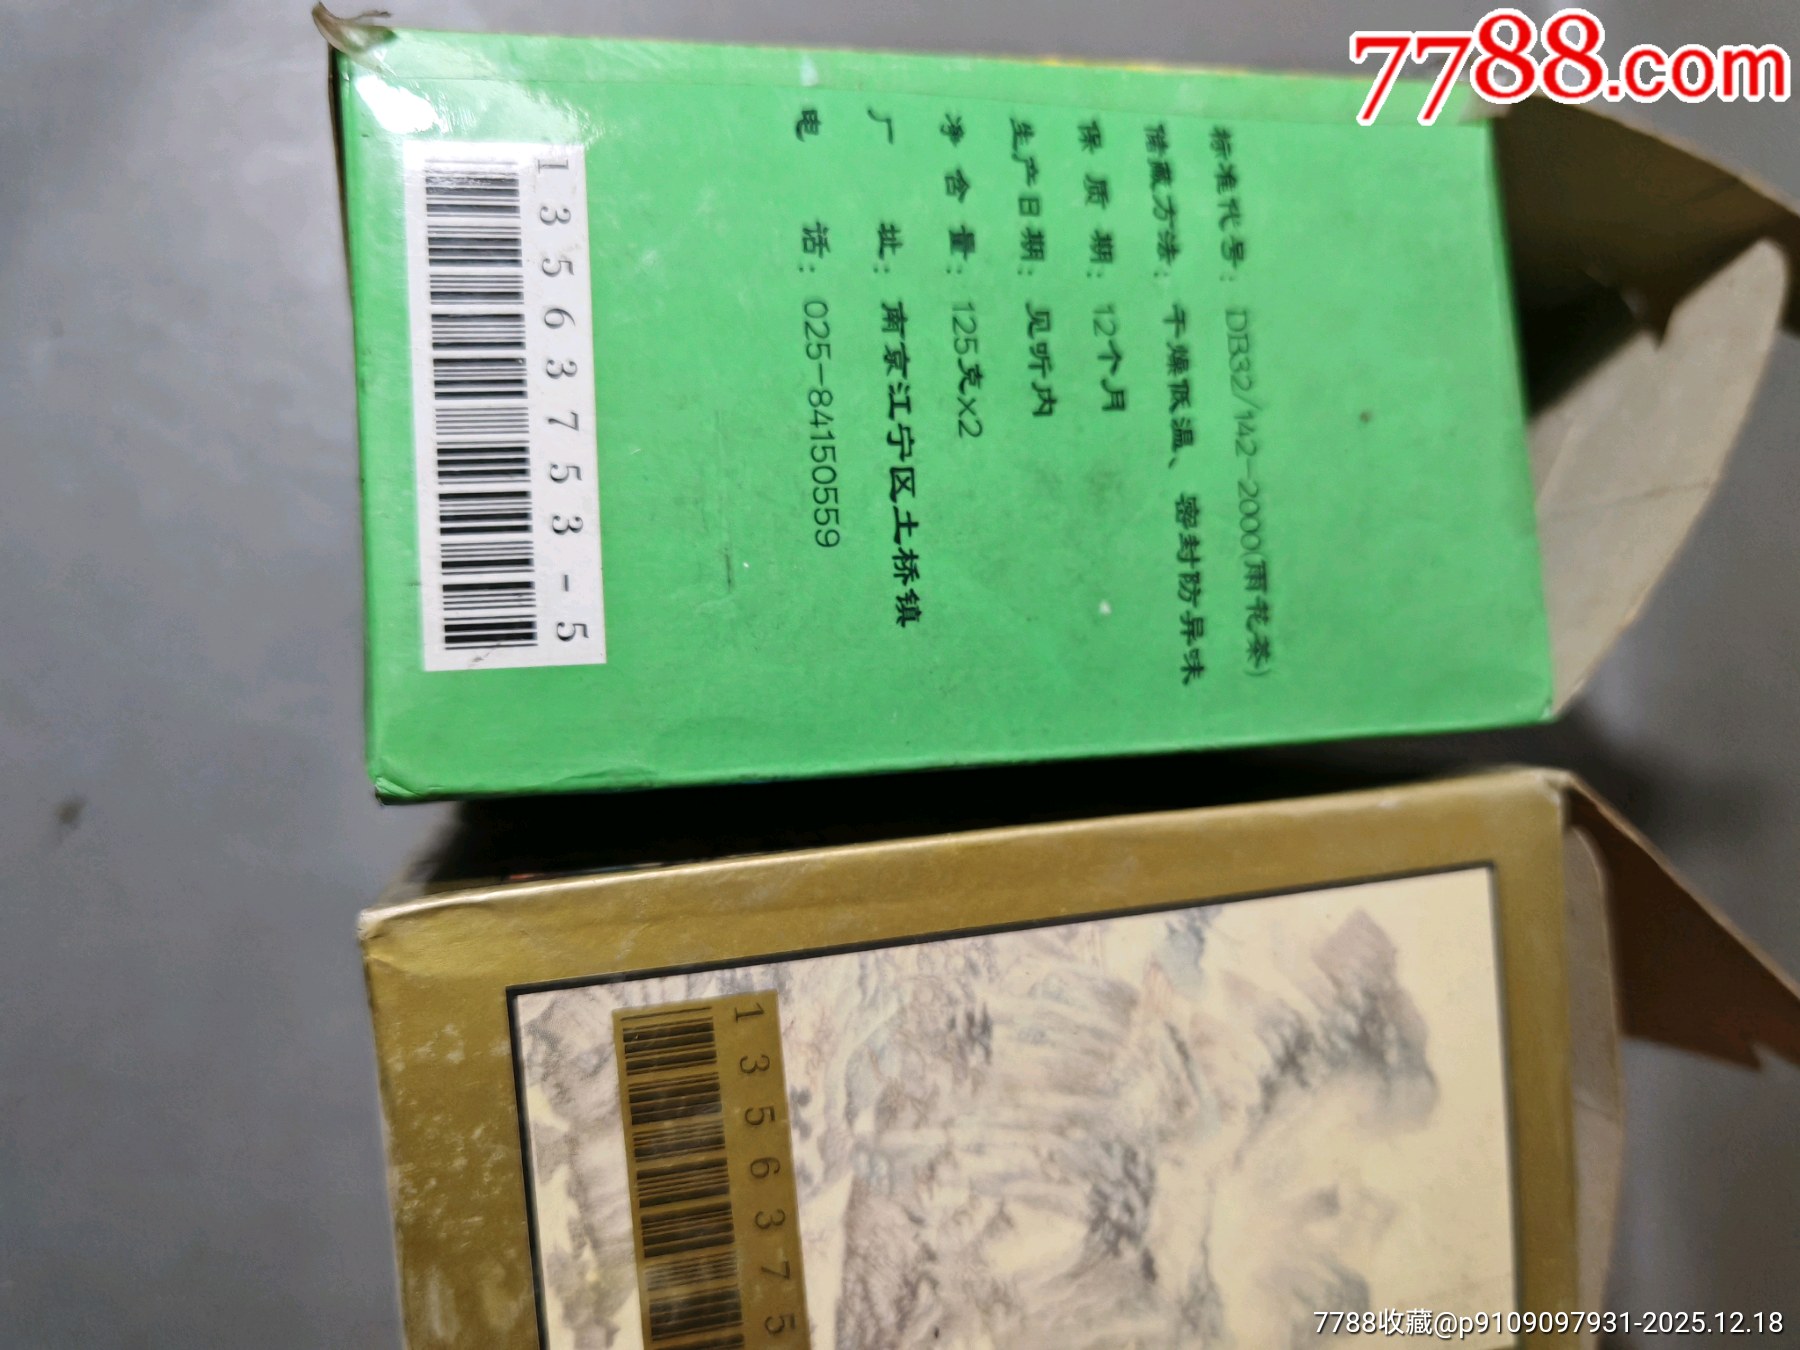 7788.com
标准代号：DB32/142-2000(雨花茶)
储藏方法：干燥低温、密封防异味
保质期：12个月
生产日期：见听内
净含量：125克x2
厂址：南京江宁区土桥镇
电话：025-84150559
1 3 5 6 3 7 5 3 - 5
1 3 5 6 3 7 5
7788收藏@p9109097931-2025.12.18